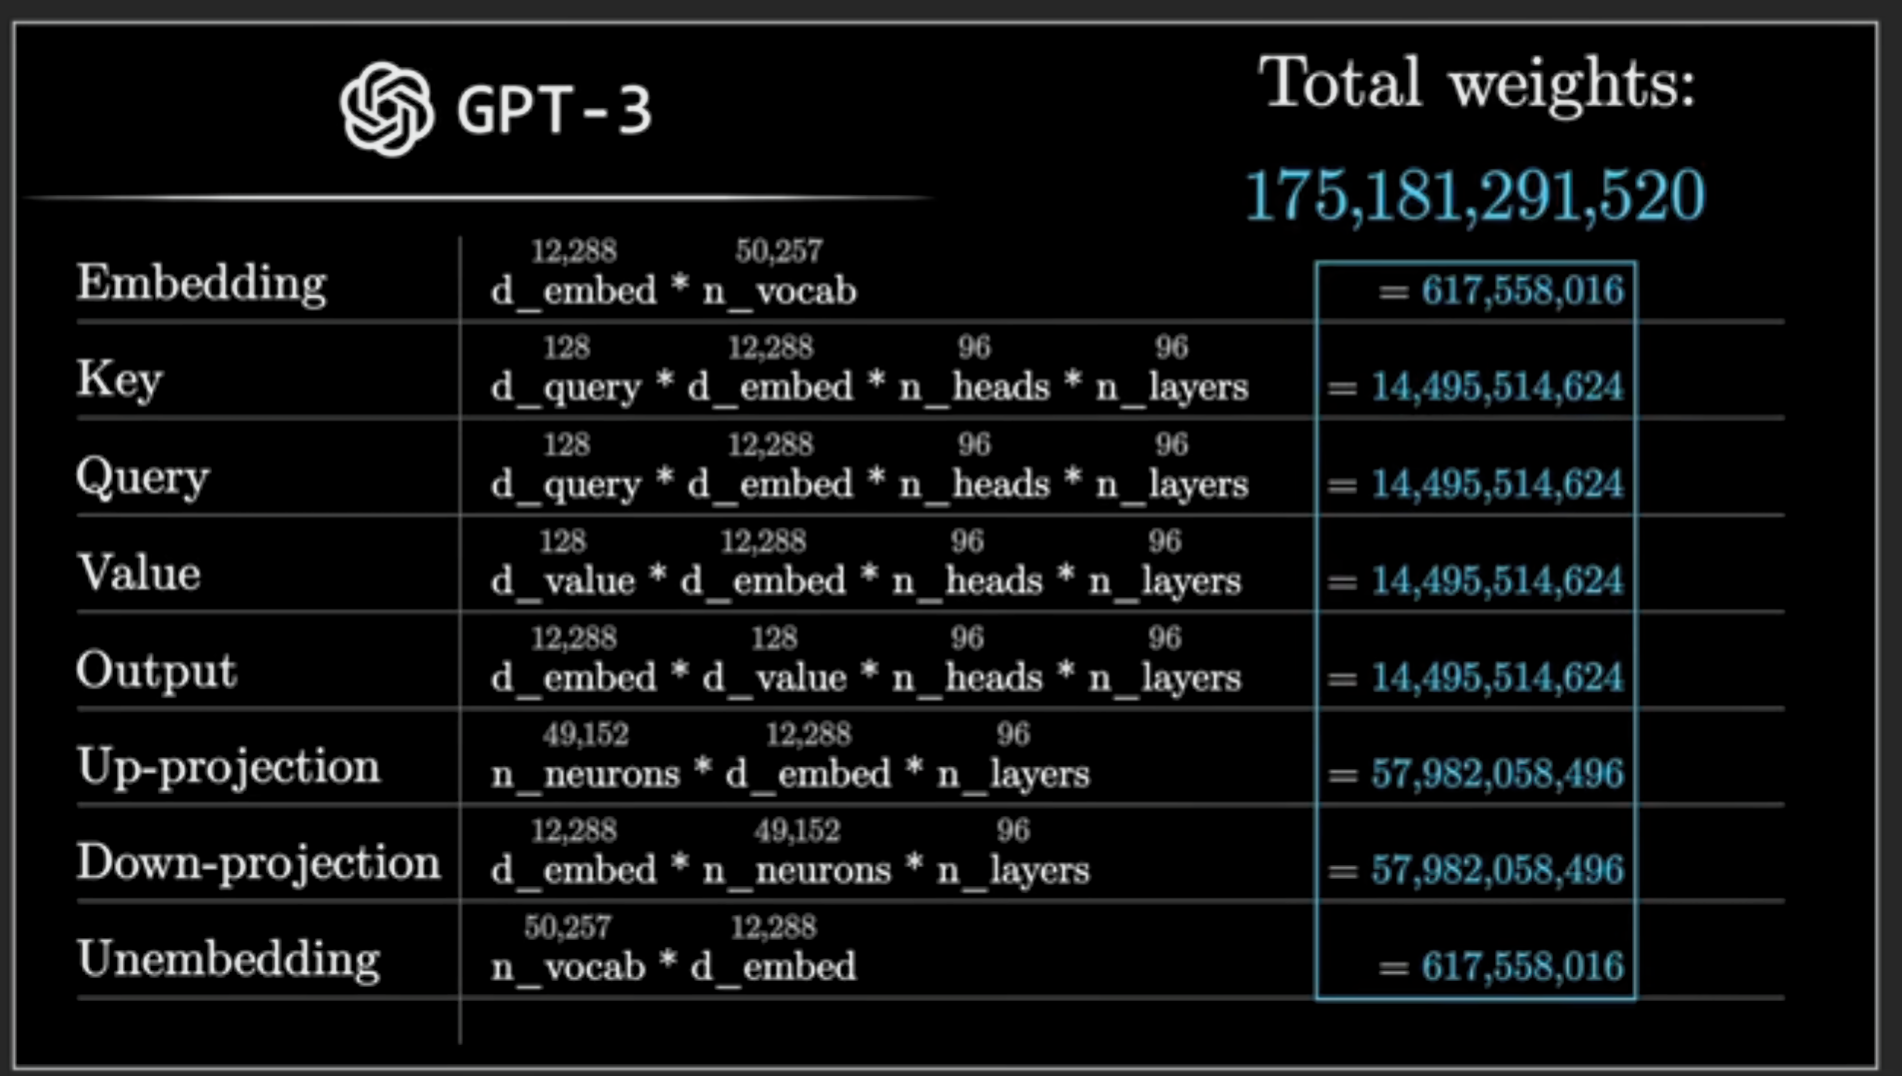 GPT-3
Total weights:
175,181,291,520
12,288 50,257
Embedding d_embed * n_vocab = 617,558,016
128 12,288 96 96
Key d_query * d_embed * n_heads * n_layers = 14,495,514,624
128 12,288 96 96
Query d_query * d_embed * n_heads * n_layers = 14,495,514,624
128 12,288 96 96
Value d_value * d_embed * n_heads * n_layers = 14,495,514,624
12,288 128 96 96
Output d_embed * d_value * n_heads * n_layers = 14,495,514,624
49,152 12,288 96
Up-projection n_neurons * d_embed * n_layers = 57,982,058,496
12,288 49,152 96
Down-projection d_embed * n_neurons * n_layers = 57,982,058,496
50,257 12,288
Unembedding n_vocab * d_embed = 617,558,016